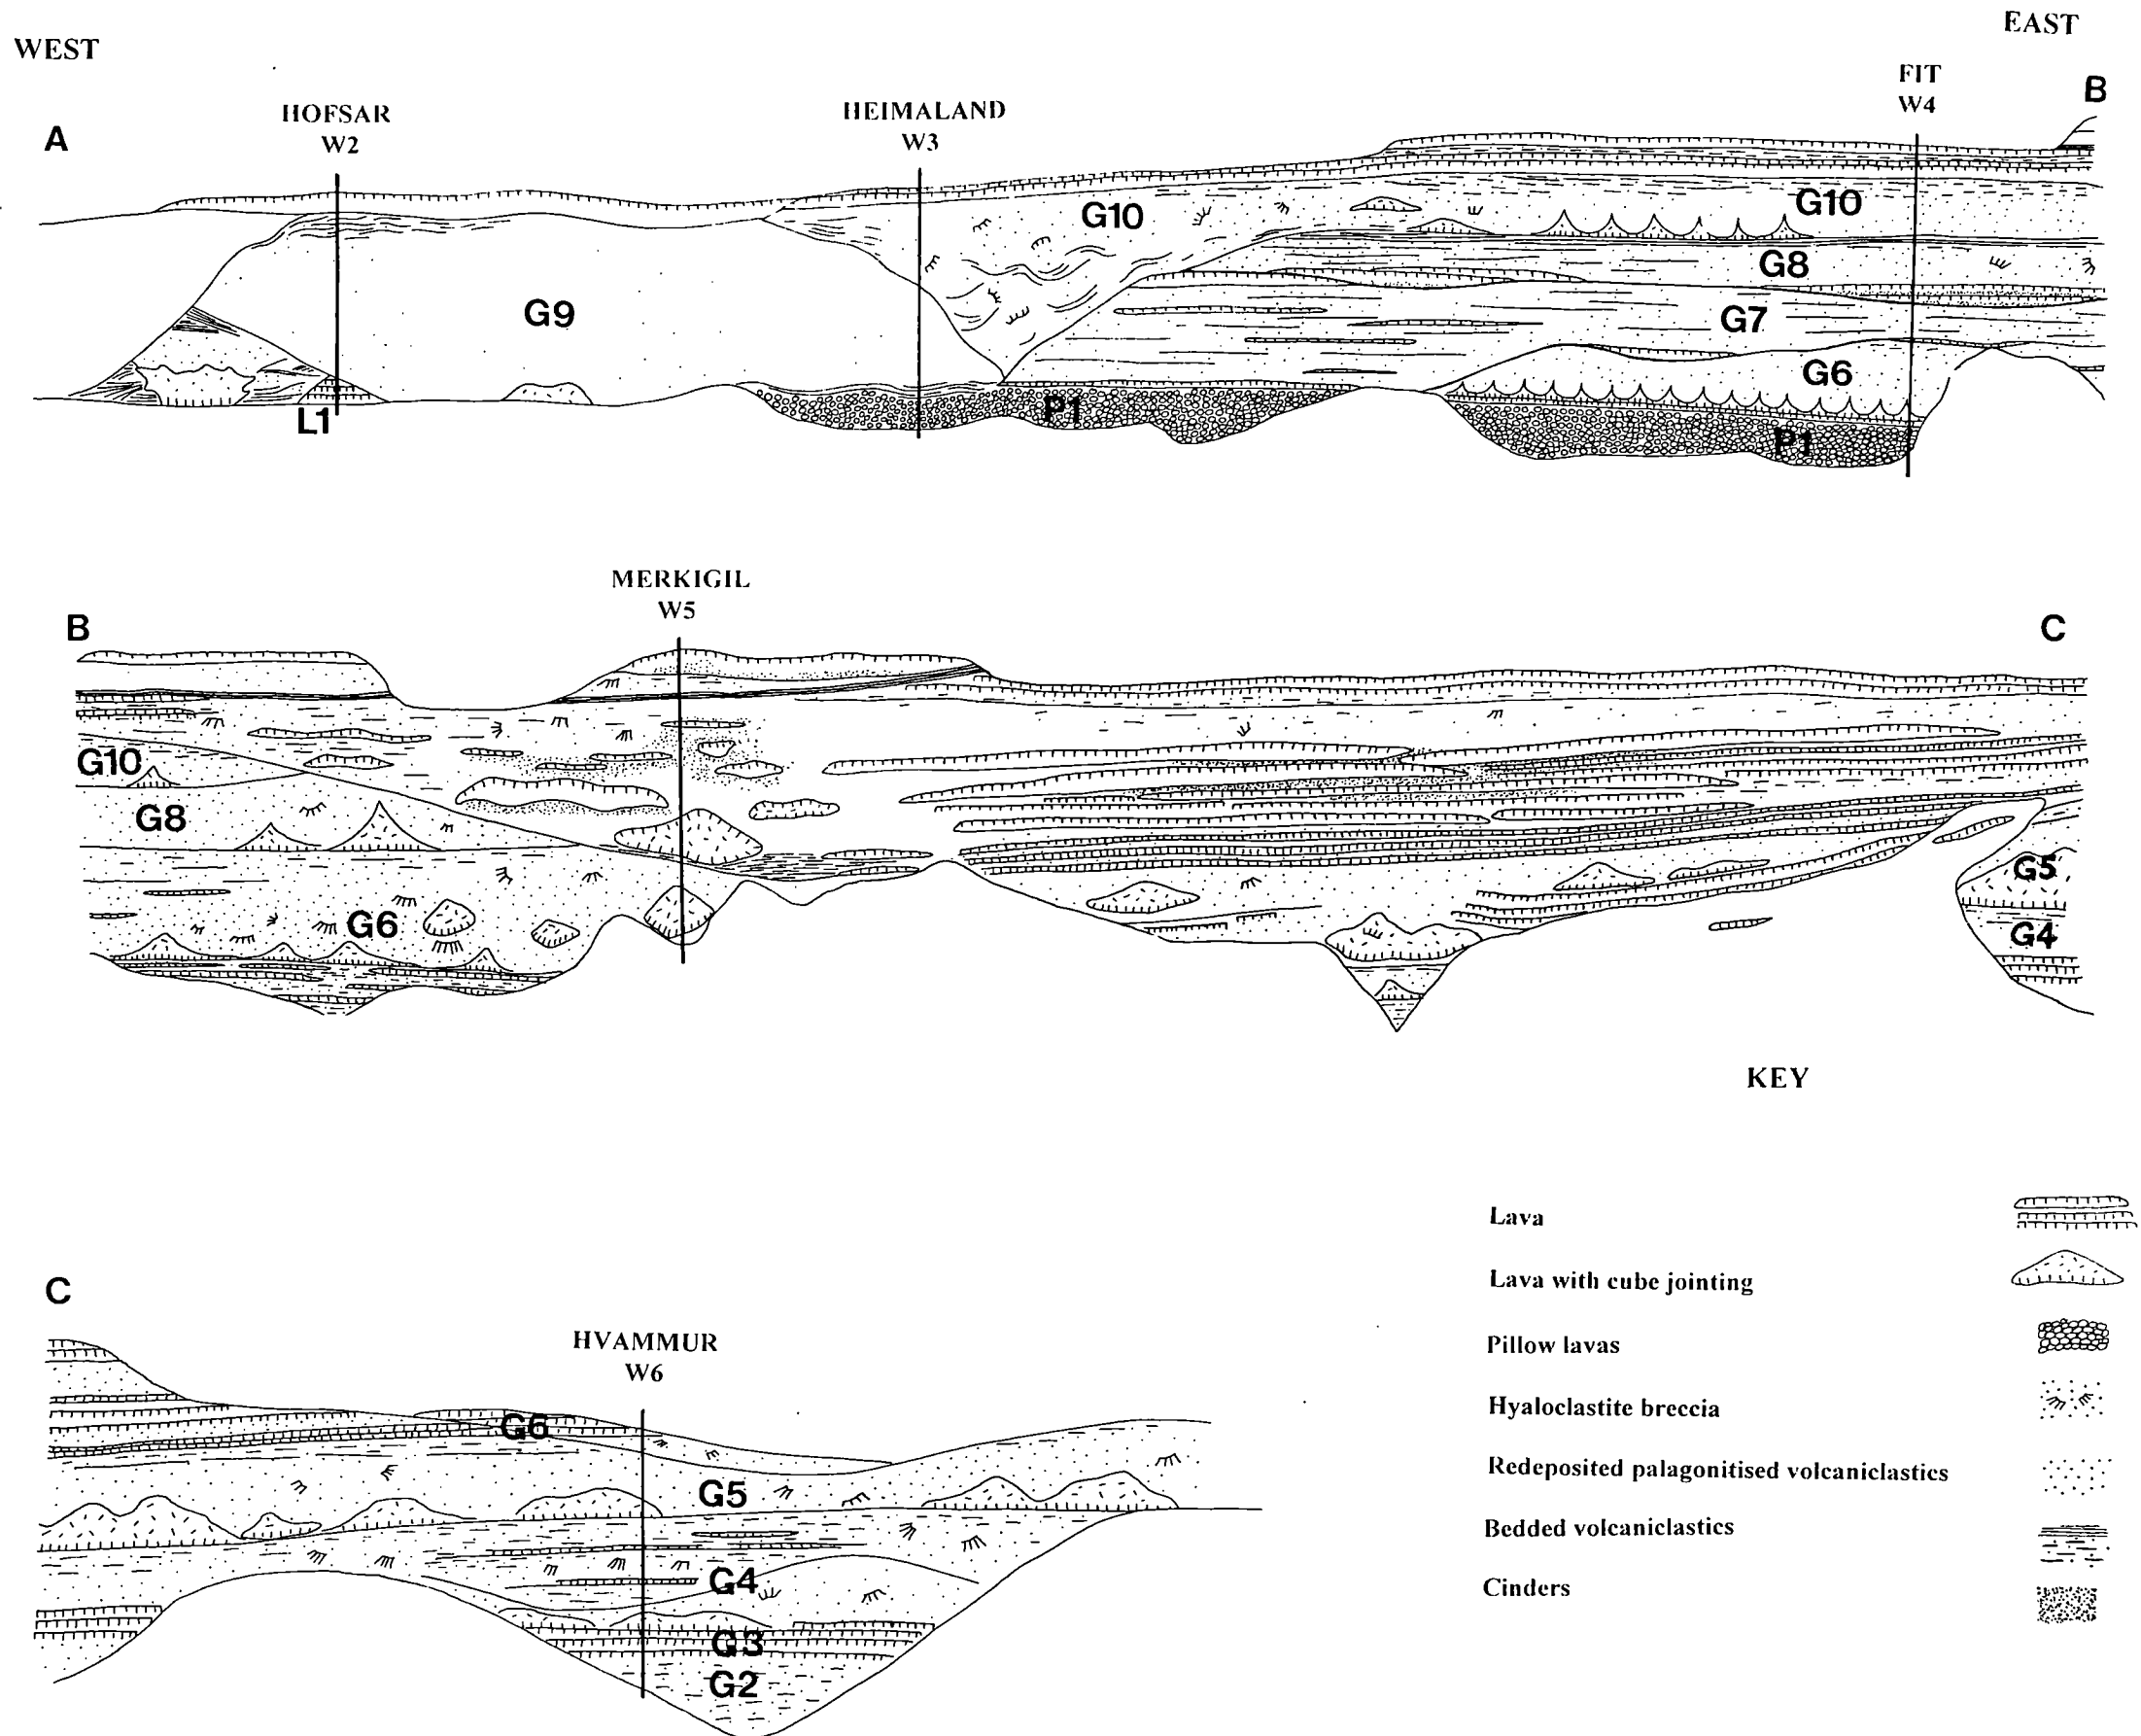 WEST
EAST
HOFSAR
W2
HEIMALAND
W3
FIT
W4
A
B
G10
G10
G8
G9
G7
G6
L1
P1
P1
MERKIGIL
W5
B
C
G10
G8
G6
G5
G4
KEY
Lava
Lava with cube jointing
Pillow lavas
Hyaloclastite breccia
Redeposited palagonitised volcaniclastics
Bedded volcaniclastics
Cinders
C
HVAMMUR
W6
G6
G5
G4
G3
G2